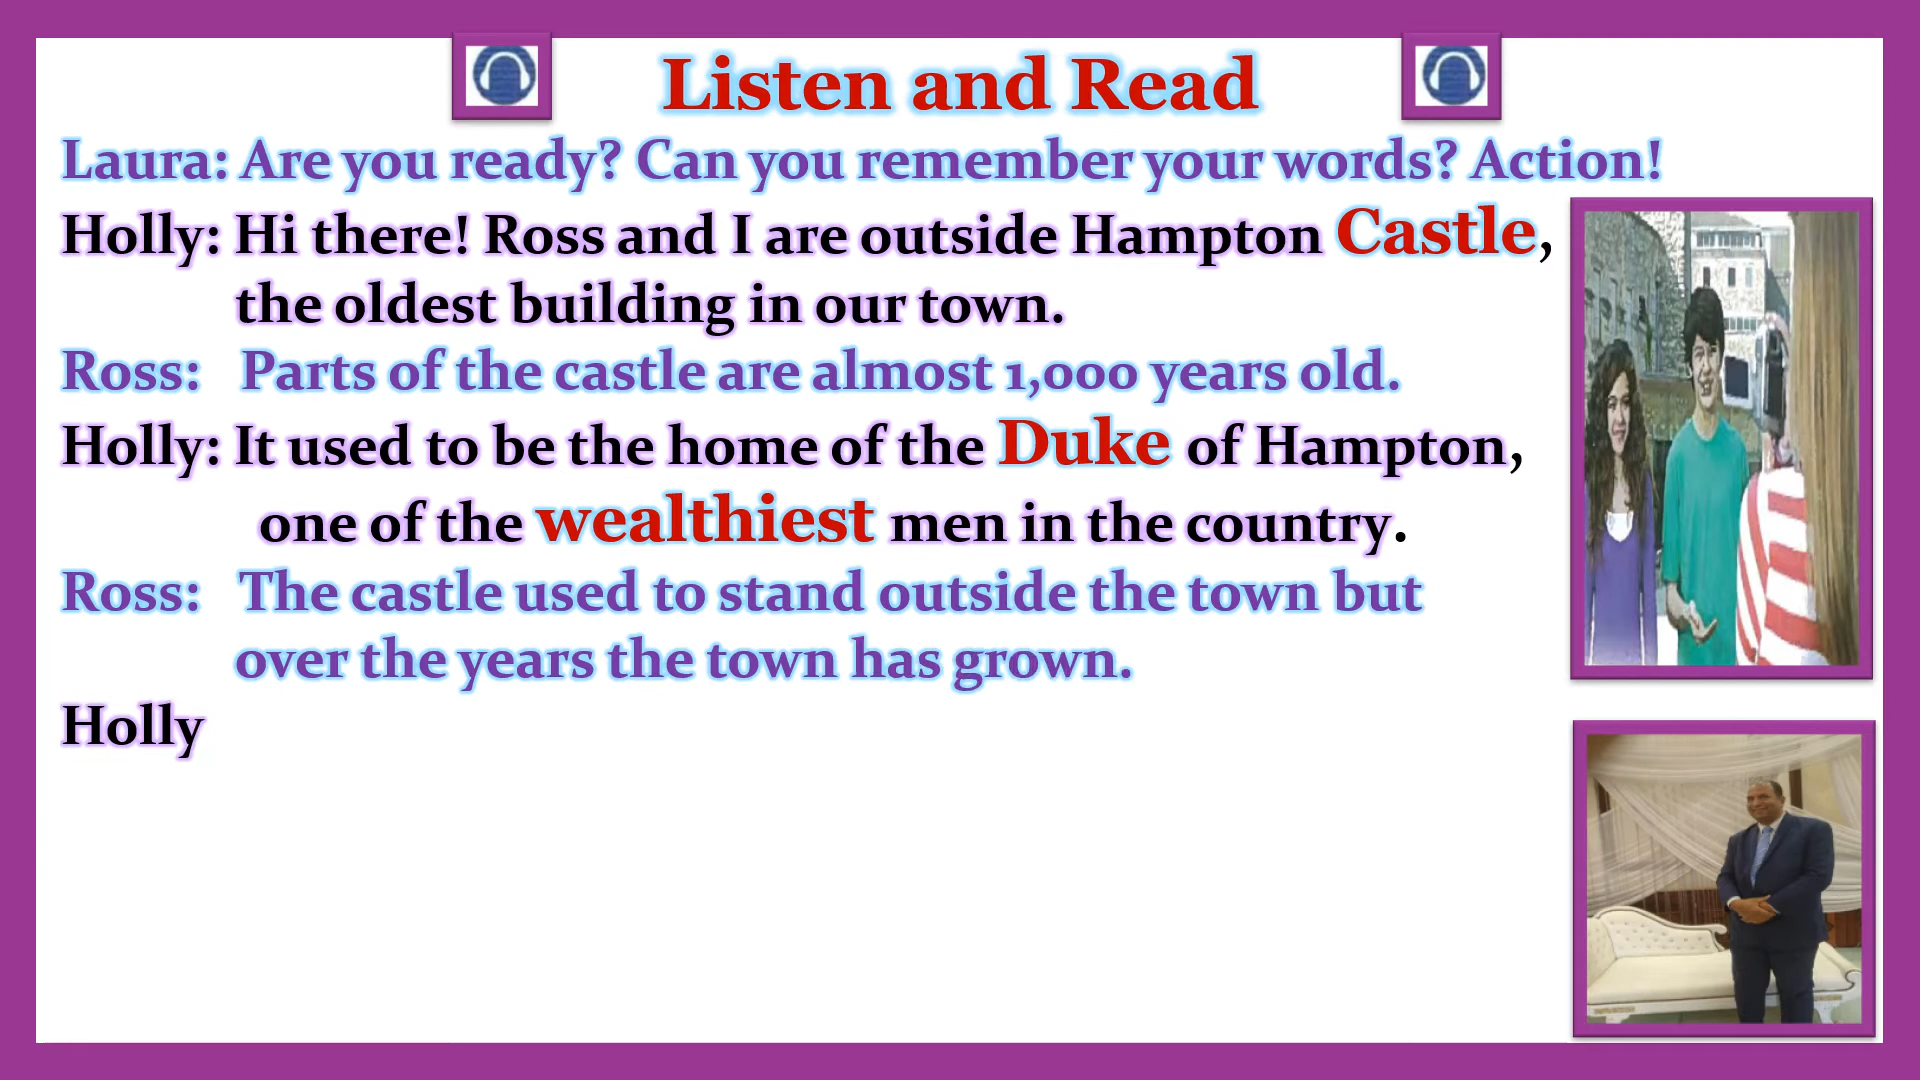 Listen and Read
Laura: Are you ready? Can you remember your words? Action!
Holly: Hi there! Ross and I are outside Hampton Castle,
the oldest building in our town.
Ross: Parts of the castle are almost 1,000 years old.
Holly: It used to be the home of the Duke of Hampton,
one of the wealthiest men in the country.
Ross: The castle used to stand outside the town but
over the years the town has grown.
Holly